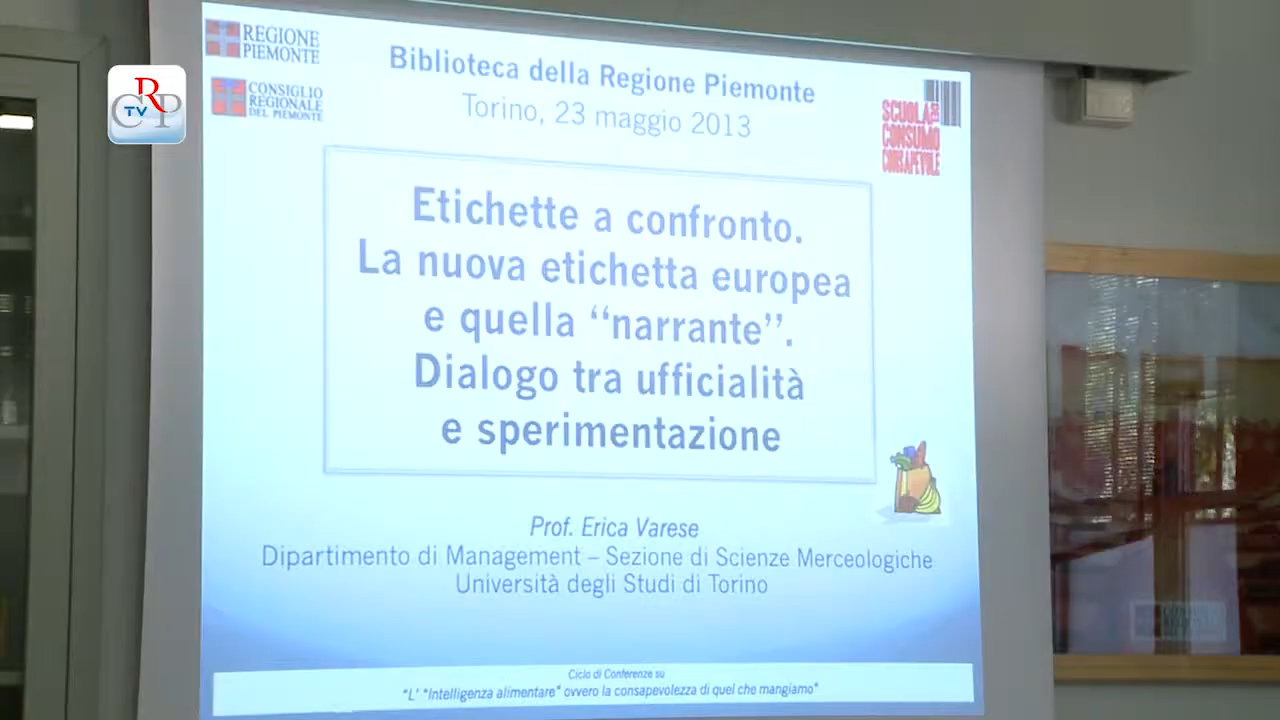 REGIONE
PIEMONTE
CONSIGLIO
REGIONALE
DEL PIEMONTE
CRP
TV
Biblioteca della Regione Piemonte
Torino, 23 maggio 2013
SCUOLA DI
CONSUMO
CONSAPEVOLE
Etichette a confronto.
La nuova etichetta europea
e quella “narrante”.
Dialogo tra ufficialità
e sperimentazione
Prof. Erica Varese
Dipartimento di Management – Sezione di Scienze Merceologiche
Università degli Studi di Torino
Ciclo di Conferenze su
"L' "Intelligenza alimentare" ovvero la consapevolezza di quel che mangiamo"